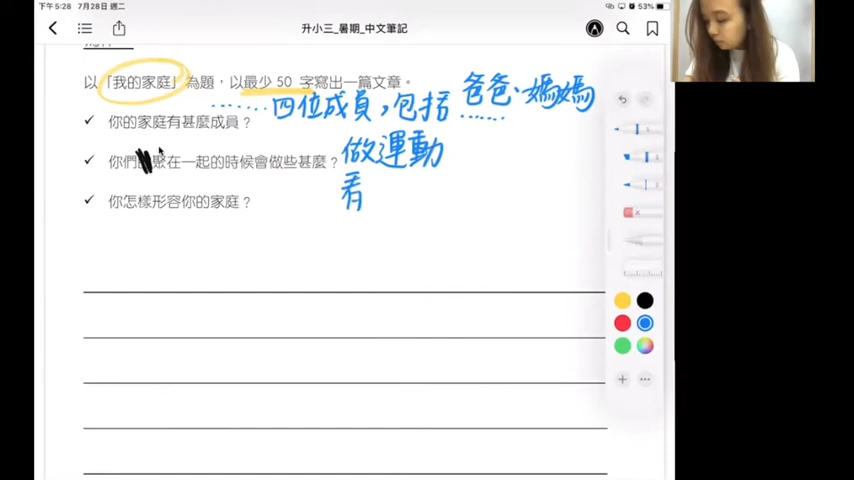 下午5:28 7月28日 週二
53%
升小三_暑期_中文筆記
以「我的家庭」為題，以最少 50 字寫出一篇文章。
........四位成員，包括 爸爸、媽媽 ......
✓ 你的家庭有甚麼成員？
✓ 你們聚在一起的時候會做些甚麼？ 做運動
看
✓ 你怎樣形容你的家庭？